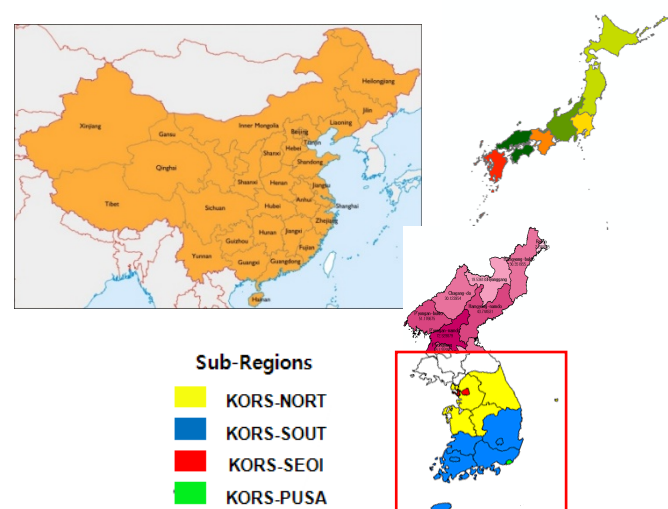 Heilongjiang
Jilin
Xinjiang
Inner Mongolia
Liaoning
Gansu
Beijing
Tianjin
Hebei
Shanxi
Shandong
Qinghai
Shaanxi
Henan
Jiangsu
Tibet
Anhui
Shanghai
Sichuan
Hubei
Zhejiang
Hunan
Jiangxi
Guizhou
Fujian
Yunnan
Guangxi
Guangdong
Hainan
Sub-Regions
KORS-NORT
KORS-SOUT
KORS-SEOI
KORS-PUSA